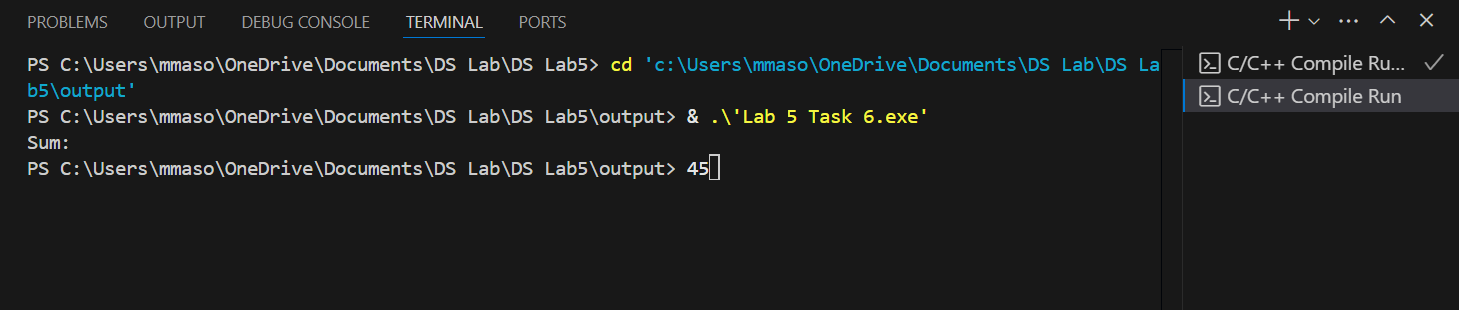 PROBLEMS OUTPUT DEBUG CONSOLE TERMINAL PORTS
PS C:\Users\mmaso\OneDrive\Documents\DS Lab\DS Lab5> cd 'c:\Users\mmaso\OneDrive\Documents\DS Lab\DS La
b5\output'
PS C:\Users\mmaso\OneDrive\Documents\DS Lab\DS Lab5\output> & .\'Lab 5 Task 6.exe'
Sum:
PS C:\Users\mmaso\OneDrive\Documents\DS Lab\DS Lab5\output> 45
C/C++ Compile Ru...
C/C++ Compile Run